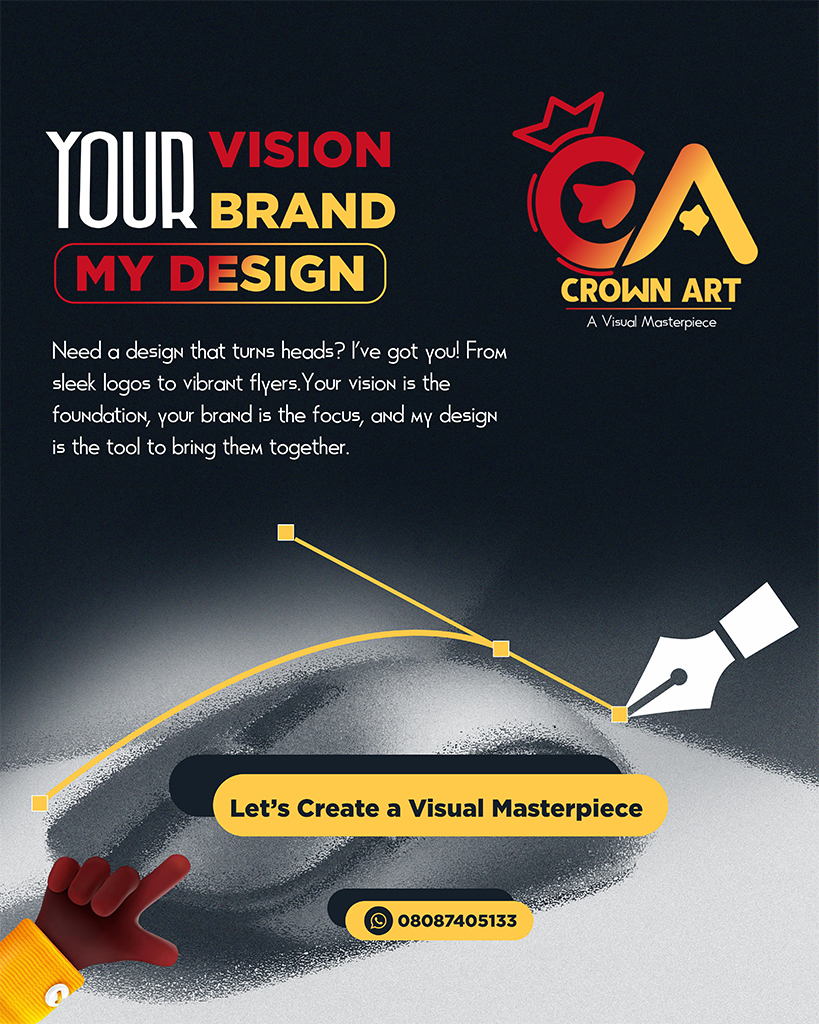 YOUR VISION
BRAND
MY DESIGN
CA
CROWN ART
A Visual Masterpiece
Need a design that turns heads? I've got you! From
sleek logos to vibrant flyers.Your vision is the
foundation, your brand is the focus, and my design
is the tool to bring them together.
Let's Create a Visual Masterpiece
08087405133